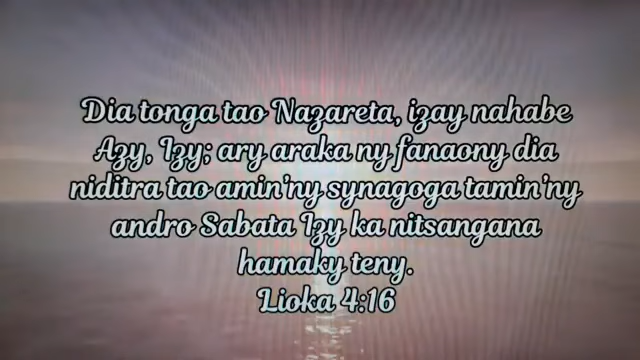 Dia tonga tao Nazareta, izay nahabe
Azy, Izy; ary araka ny fanaony dia
niditra tao amin'ny synagoga tamin'ny
andro Sabata Izy ka nitsangana
hamaky teny.
Lioka 4:16